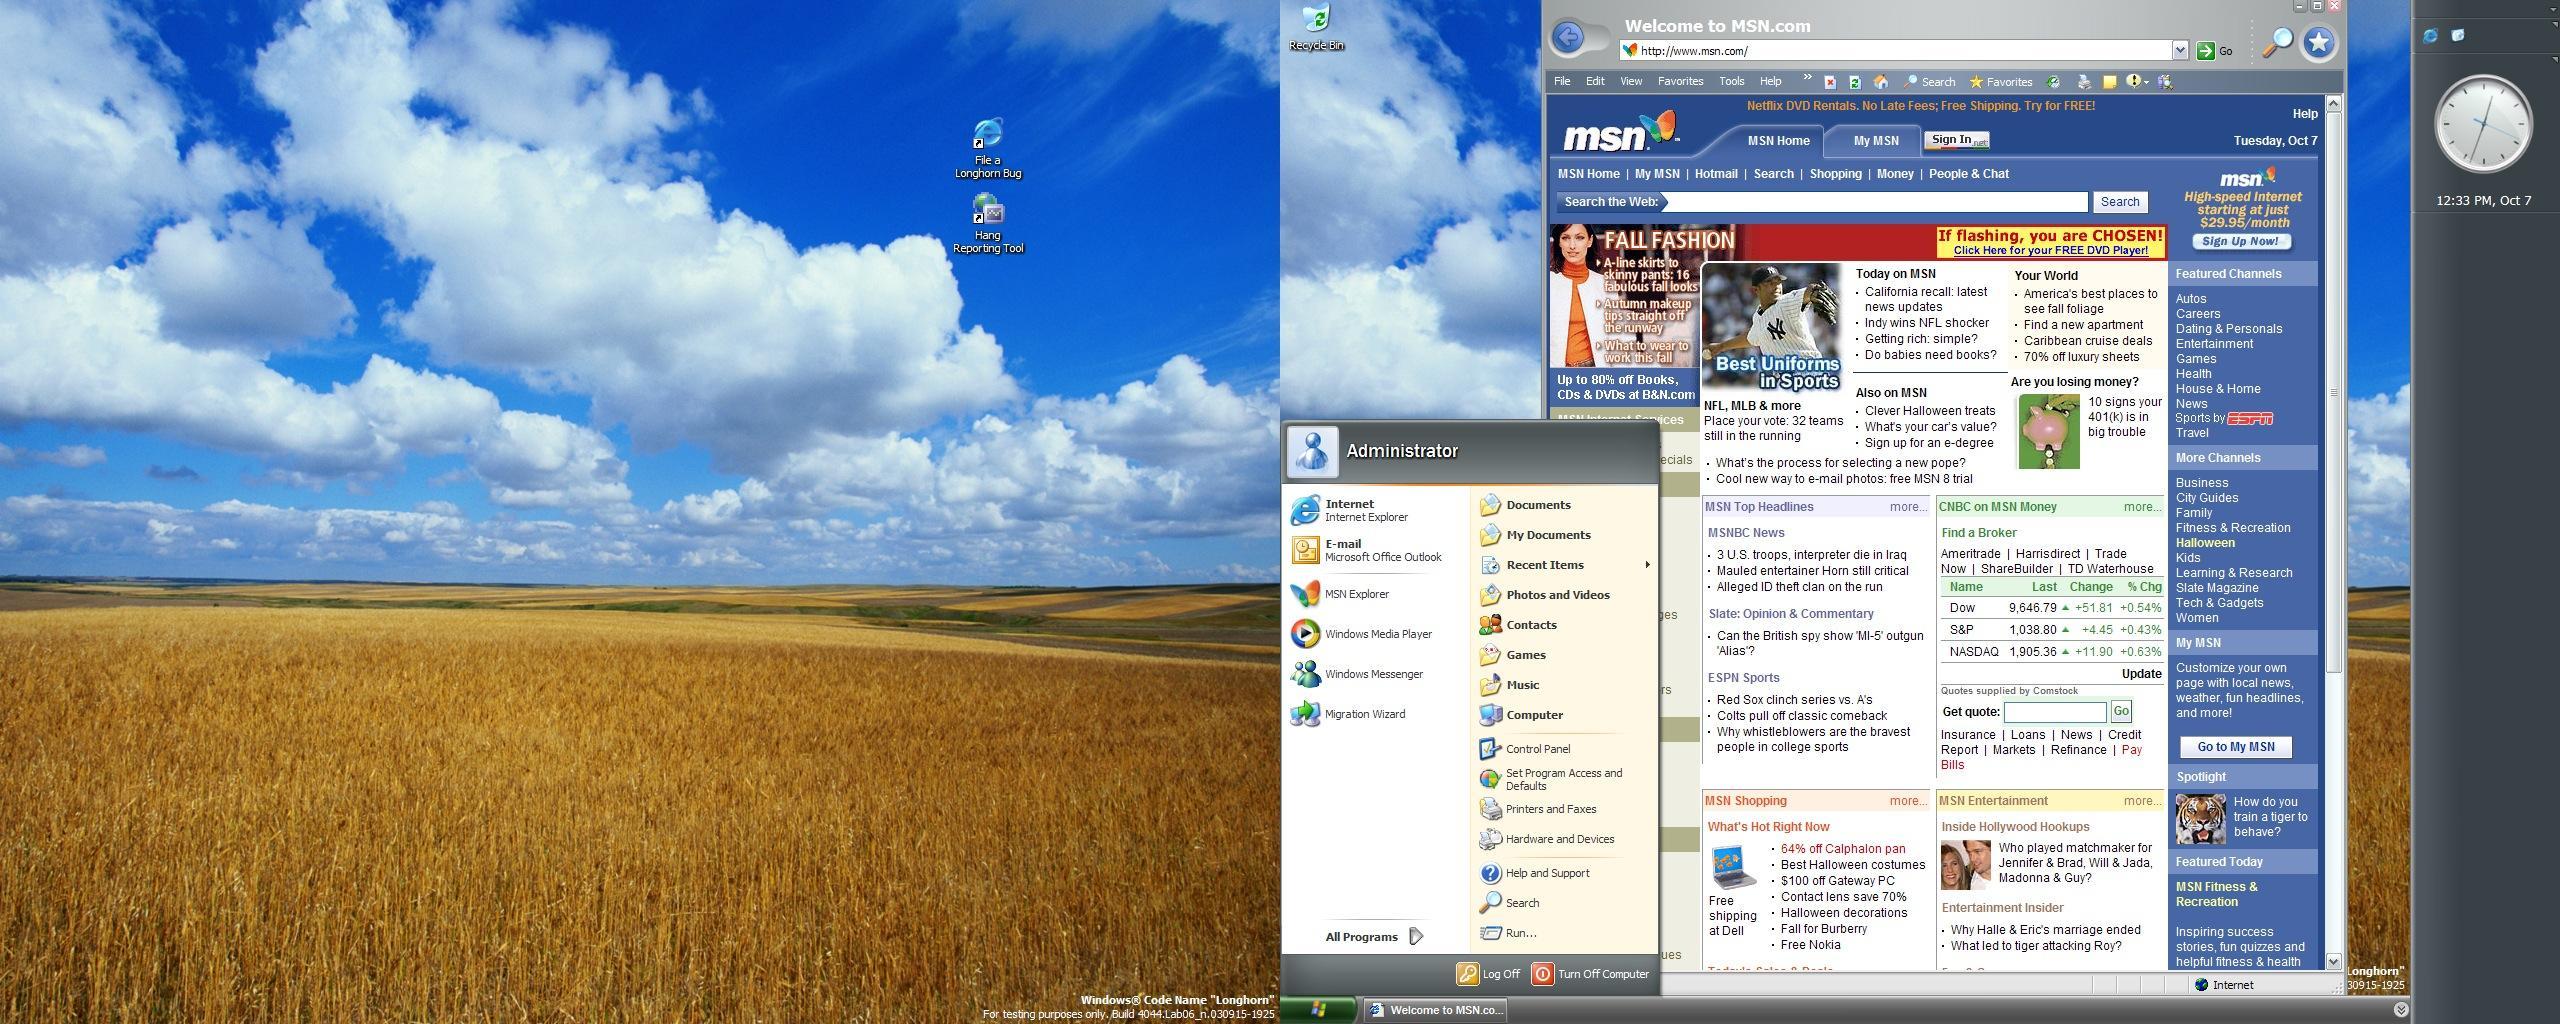 File a
Longhorn Bug
Hang
Reporting Tool
Windows® Code Name "Longhorn"
For testing purposes only. Build 4044.Lab06_n.030915-1925
Recycle Bin
Welcome to MSN.com
http://www.msn.com/
Go
File Edit View Favorites Tools Help » Search Favorites
Netflix DVD Rentals. No Late Fees; Free Shipping. Try for FREE!
Help
msn
MSN Home
My MSN
Sign In .net
Tuesday, Oct 7
MSN Home | My MSN | Hotmail | Search | Shopping | Money | People & Chat
Search the Web:
Search
msn
High-speed Internet
starting at just
$29.95/month
Sign Up Now!
FALL FASHION
A-line skirts to
skinny pants: 16
fabulous fall looks
Autumn makeup
tips straight off
the runway
What to wear to
work this fall
Up to 80% off Books,
CDs & DVDs at B&N.com
MSN Internet Services
If flashing, you are CHOSEN!
Click Here for your FREE DVD Player!
Best Uniforms
in Sports
NFL, MLB & more
Place your vote: 32 teams
still in the running
Today on MSN
· California recall: latest
news updates
· Indy wins NFL shocker
· Getting rich: simple?
· Do babies need books?
Also on MSN
· Clever Halloween treats
· What's your car's value?
· Sign up for an e-degree
· What's the process for selecting a new pope?
· Cool new way to e-mail photos: free MSN 8 trial
Your World
· America's best places to
see fall foliage
· Find a new apartment
· Caribbean cruise deals
· 70% off luxury sheets
Are you losing money?
10 signs your
401(k) is in
big trouble
MSN Top Headlines more...
MSNBC News
· 3 U.S. troops, interpreter die in Iraq
· Mauled entertainer Horn still critical
· Alleged ID theft clan on the run
Slate: Opinion & Commentary
· Can the British spy show 'MI-5' outgun
'Alias'?
ESPN Sports
· Red Sox clinch series vs. A's
· Colts pull off classic comeback
· Why whistleblowers are the bravest
people in college sports
CNBC on MSN Money more...
Find a Broker
Ameritrade | Harrisdirect | Trade
Now | ShareBuilder | TD Waterhouse
Name Last Change % Chg
Dow 9,646.79 +51.81 +0.54%
S&P 1,038.80 +4.45 +0.43%
NASDAQ 1,905.36 +11.90 +0.63%
Update
Quotes supplied by Comstock
Get quote: Go
Insurance | Loans | News | Credit
Report | Markets | Refinance | Pay
Bills
MSN Shopping more...
What's Hot Right Now
Free
shipping
at Dell
· 64% off Calphalon pan
· Best Halloween costumes
· $100 off Gateway PC
· Contact lens save 70%
· Halloween decorations
· Fall for Burberry
· Free Nokia
MSN Entertainment more...
Inside Hollywood Hookups
Who played matchmaker for
Jennifer & Brad, Will & Jada,
Madonna & Guy?
Entertainment Insider
· Why Halle & Eric's marriage ended
· What led to tiger attacking Roy?
Featured Channels
Autos
Careers
Dating & Personals
Entertainment
Games
Health
House & Home
News
Sports by ESPN
Travel
More Channels
Business
City Guides
Family
Fitness & Recreation
Halloween
Kids
Learning & Research
Slate Magazine
Tech & Gadgets
Women
My MSN
Customize your own
page with local news,
weather, fun headlines,
and more!
Go to My MSN
Spotlight
How do you
train a tiger to
behave?
Featured Today
MSN Fitness &
Recreation
Inspiring success
stories, fun quizzes and
helpful fitness & health
Internet
Administrator
Internet
Internet Explorer
E-mail
Microsoft Office Outlook
MSN Explorer
Windows Media Player
Windows Messenger
Migration Wizard
All Programs
Documents
My Documents
Recent Items
Photos and Videos
Contacts
Games
Music
Computer
Control Panel
Set Program Access and
Defaults
Printers and Faxes
Hardware and Devices
Help and Support
Search
Run...
Log Off
Turn Off Computer
Welcome to MSN.co...
Longhorn"
30915-1925
12:33 PM, Oct 7